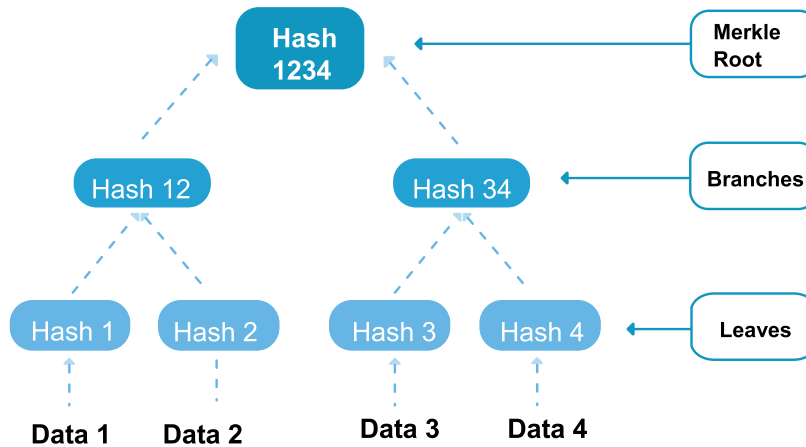 Hash
1234
Merkle
Root
Hash 12
Hash 34
Branches
Hash 1
Hash 2
Hash 3
Hash 4
Leaves
Data 1
Data 2
Data 3
Data 4